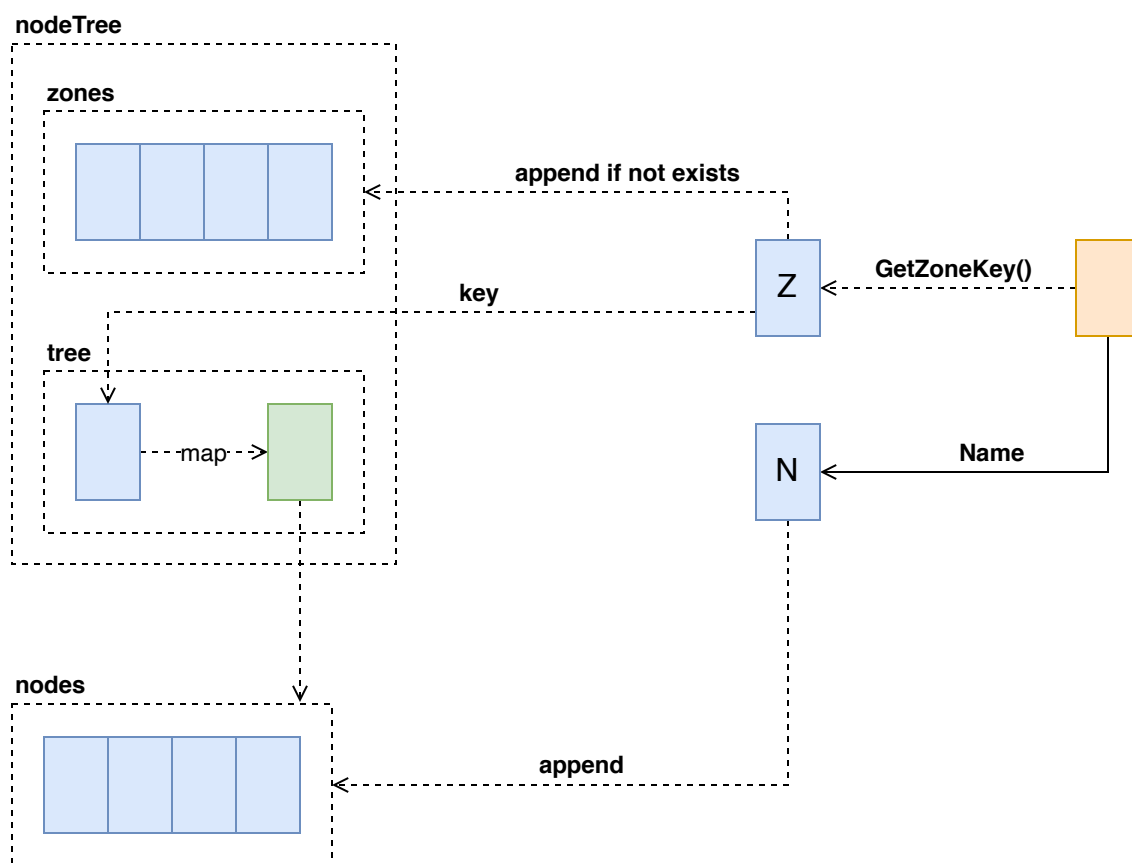 nodeTree
zones
append if not exists
Z
GetZoneKey()
key
tree
map
N
Name
nodes
append